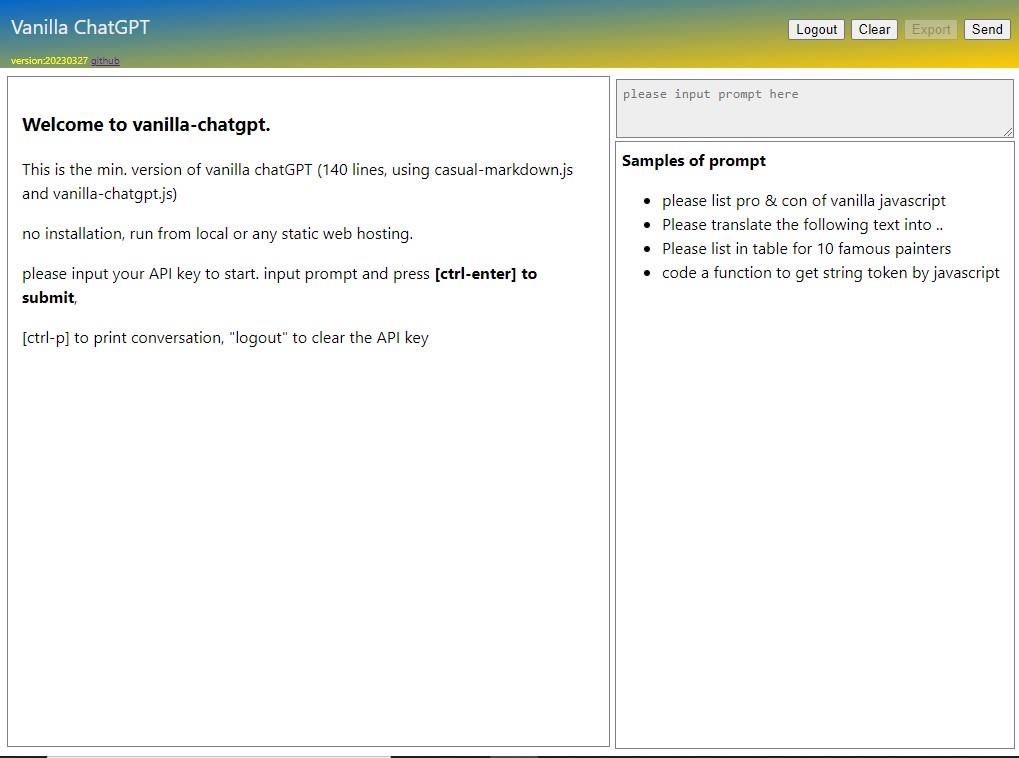 Vanilla ChatGPT
Logout Clear Export Send
version:20230327 github
Welcome to vanilla-chatgpt.
This is the min. version of vanilla chatGPT (140 lines, using casual-markdown.js
and vanilla-chatgpt.js)
no installation, run from local or any static web hosting.
please input your API key to start. input prompt and press [ctrl-enter] to
submit,
[ctrl-p] to print conversation, "logout" to clear the API key
please input prompt here
Samples of prompt
• please list pro & con of vanilla javascript
• Please translate the following text into ..
• Please list in table for 10 famous painters
• code a function to get string token by javascript